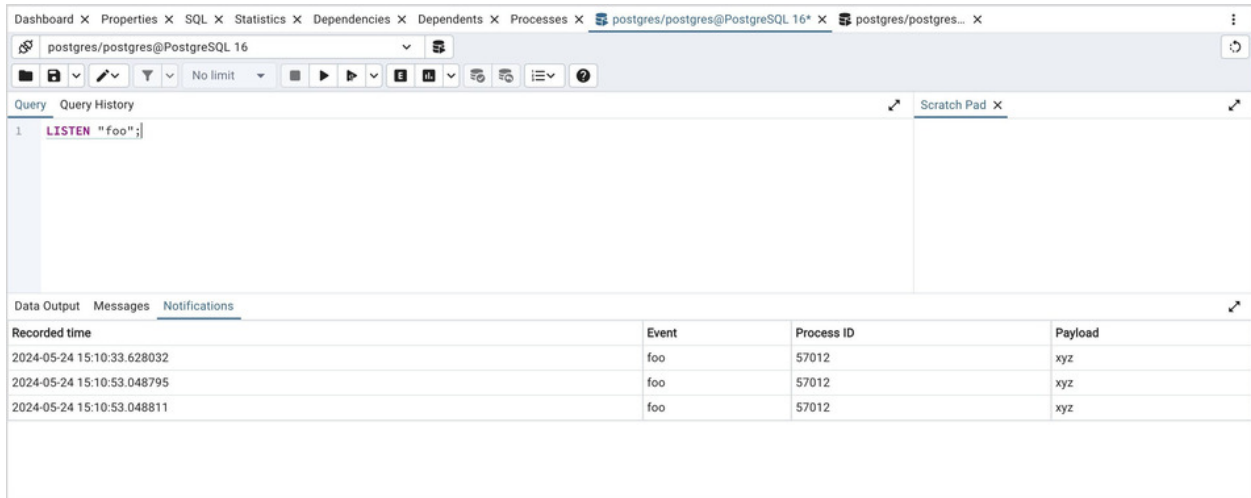 Dashboard X Properties X SQL X Statistics X Dependencies X Dependents X Processes X postgres/postgres@PostgreSQL 16* X postgres/postgres... X
postgres/postgres@PostgreSQL 16
No limit E
Query Query History Scratch Pad X
1 LISTEN "foo";
Data Output Messages Notifications
Recorded time Event Process ID Payload
2024-05-24 15:10:33.628032 foo 57012 xyz
2024-05-24 15:10:53.048795 foo 57012 xyz
2024-05-24 15:10:53.048811 foo 57012 xyz